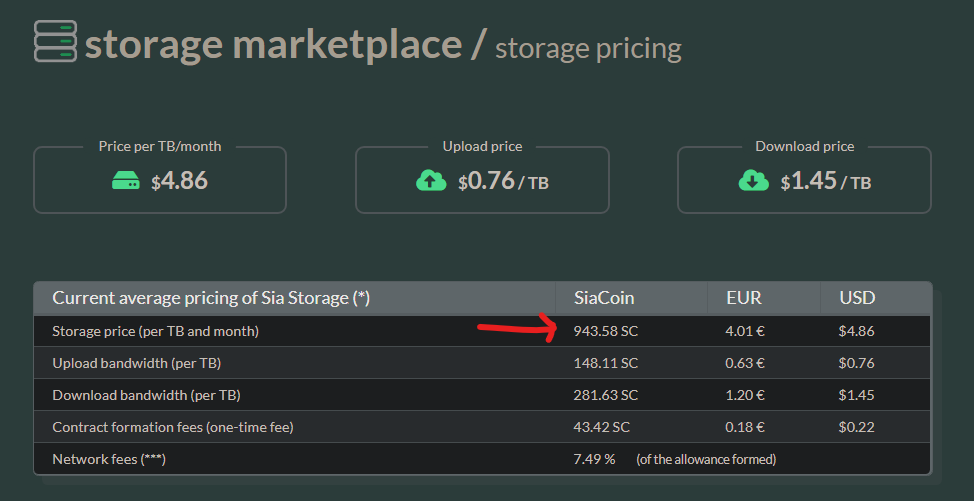 storage marketplace / storage pricing
Price per TB/month
$4.86
Upload price
$0.76 / TB
Download price
$1.45 / TB
Current average pricing of Sia Storage (*) SiaCoin EUR USD
Storage price (per TB and month) 943.58 SC 4.01 € $4.86
Upload bandwidth (per TB) 148.11 SC 0.63 € $0.76
Download bandwidth (per TB) 281.63 SC 1.20 € $1.45
Contract formation fees (one-time fee) 43.42 SC 0.18 € $0.22
Network fees (***) 7.49 % (of the allowance formed)